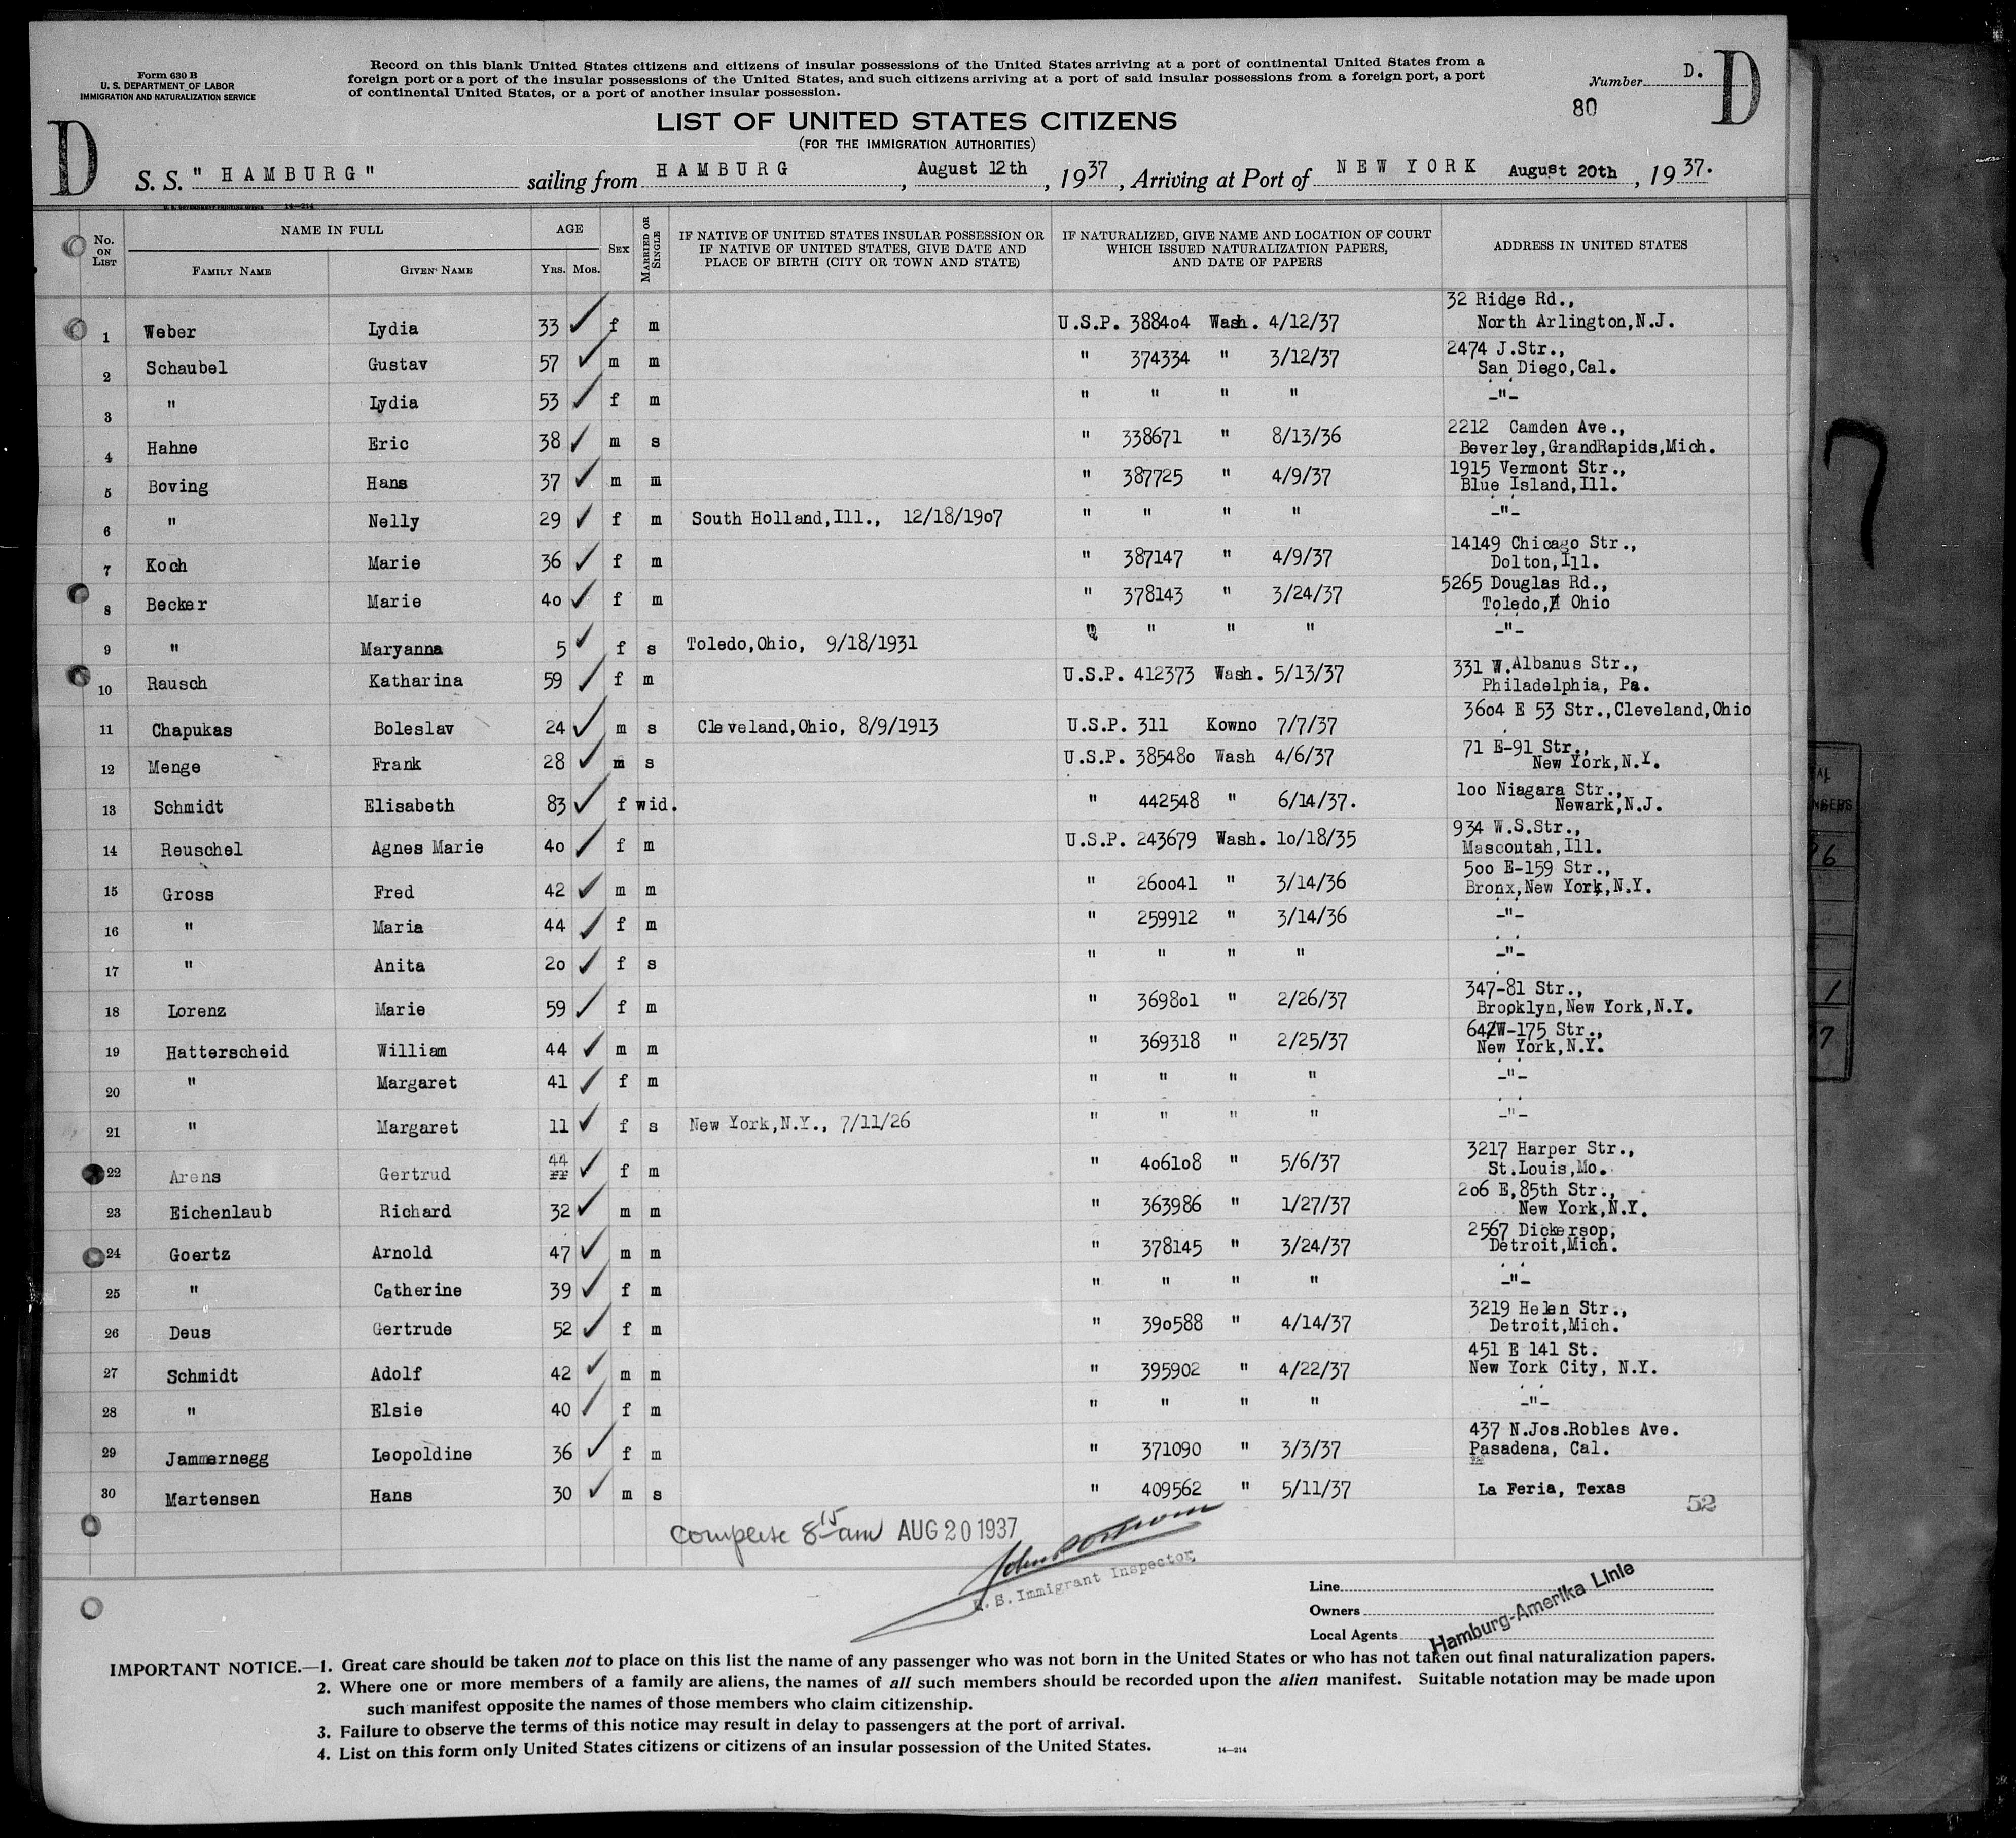 Form 630 B
U. S. DEPARTMENT OF LABOR
IMMIGRATION AND NATURALIZATION SERVICE
Record on this blank United States citizens and citizens of insular possessions of the United States arriving at a port of continental United States from a
foreign port or a port of the insular possessions of the United States, and such citizens arriving at a port of said insular possessions from a foreign port, a port
of continental United States, or a port of another insular possession.
Number D.
80
D
D
LIST OF UNITED STATES CITIZENS
(FOR THE IMMIGRATION AUTHORITIES)
S. S. " HAMBURG " sailing from HAMBURG, August 12th, 1937, Arriving at Port of NEW YORK August 20th, 1937.
U. S. GOVERNMENT PRINTING OFFICE 14—214
No. ON LIST NAME IN FULL FAMILY NAME GIVEN NAME AGE YRS. MOS. SEX MARRIED OR SINGLE
IF NATIVE OF UNITED STATES INSULAR POSSESSION OR
IF NATIVE OF UNITED STATES, GIVE DATE AND
PLACE OF BIRTH (CITY OR TOWN AND STATE)
IF NATURALIZED, GIVE NAME AND LOCATION OF COURT
WHICH ISSUED NATURALIZATION PAPERS,
AND DATE OF PAPERS
ADDRESS IN UNITED STATES
1 Weber Lydia 33 ✓ f m U.S.P. 388404 Wash. 4/12/37 32 Ridge Rd.,
North Arlington,N.J.
2 Schaubel Gustav 57 ✓ m m " 374334 " 3/12/37 2474 J.Str.,
San Diego,Cal.
3 " Lydia 53 ✓ f m " " " " -"-
4 Hahne Eric 38 ✓ m s " 338671 " 8/13/36 2212 Camden Ave.,
Beverley,GrandRapids,Mich.
5 Boving Hans 37 ✓ m m " 387725 " 4/9/37 1915 Vermont Str.,
Blue Island,Ill.
6 " Nelly 29 ✓ f m South Holland,Ill., 12/18/1907 " " " " -"-
7 Koch Marie 36 ✓ f m " 387147 " 4/9/37 14149 Chicago Str.,
Dolton,Ill.
8 Becker Marie 40 ✓ f m " 378143 " 3/24/37 5265 Douglas Rd.,
Toledo, Ohio
9 " Maryanna 5 ✓ f s Toledo,Ohio, 9/18/1931 " " " " -"-
10 Rausch Katharina 59 ✓ f m U.S.P. 412373 Wash. 5/13/37 331 W.Albanus Str.,
Philadelphia, Pa.
11 Chapukas Boleslav 24 ✓ m s Cleveland,Ohio, 8/9/1913 U.S.P. 311 Kowno 7/7/37 3604 E 53 Str.,Cleveland,Ohio
12 Menge Frank 28 ✓ m s U.S.P. 385480 Wash 4/6/37 71 E-91 Str.,
New York,N.Y.
13 Schmidt Elisabeth 83 ✓ f wid. " 442548 " 6/14/37. 100 Niagara Str.,
Newark,N.J.
14 Reuschel Agnes Marie 40 ✓ f m U.S.P. 243679 Wash. 10/18/35 934 W.S.Str.,
Mascoutah,Ill.
15 Gross Fred 42 ✓ m m " 260041 " 3/14/36 500 E-159 Str.,
Bronx,New York,N.Y.
16 " Maria 44 ✓ f m " 259912 " 3/14/36 -"-
17 " Anita 20 ✓ f s " " " " -"-
18 Lorenz Marie 59 ✓ f m " 369801 " 2/26/37 347-81 Str.,
Brooklyn,New York,N.Y.
19 Hatterscheid William 44 ✓ m m " 369318 " 2/25/37 642W-175 Str.,
New York,N.Y.
20 " Margaret 41 ✓ f m " " " " -"-
21 " Margaret 11 ✓ f s New York,N.Y., 7/11/26 " " " " -"-
22 Arens Gertrud 44 ✓ f m " 406108 " 5/6/37 3217 Harper Str.,
St.Louis,Mo.
23 Eichenlaub Richard 32 ✓ m m " 363986 " 1/27/37 206 E,85th Str.,
New York,N.Y.
24 Goertz Arnold 47 ✓ m m " 378145 " 3/24/37 2567 Dickerson,
Detroit,Mich.
25 " Catherine 39 ✓ f m " " " " -"-
26 Deus Gertrude 52 ✓ f m " 390588 " 4/14/37 3219 Helen Str.,
Detroit,Mich.
27 Schmidt Adolf 42 ✓ m m " 395902 " 4/22/37 451 E 141 St.
New York City, N.Y.
28 " Elsie 40 ✓ f m " " " " -"-
29 Jammernegg Leopoldine 36 ✓ f m " 371090 " 3/3/37 437 N.Jos.Robles Ave.
Pasadena, Cal.
30 Martensen Hans 30 ✓ m s " 409562 " 5/11/37 La Feria, Texas
52
complete 8 15 am AUG 20 1937
U. S. Immigrant Inspector
Line
Owners
Local Agents
Hamburg-Amerika Linie
IMPORTANT NOTICE.—1. Great care should be taken not to place on this list the name of any passenger who was not born in the United States or who has not taken out final naturalization papers.
2. Where one or more members of a family are aliens, the names of all such members should be recorded upon the alien manifest. Suitable notation may be made upon
such manifest opposite the names of those members who claim citizenship.
3. Failure to observe the terms of this notice may result in delay to passengers at the port of arrival.
4. List on this form only United States citizens or citizens of an insular possession of the United States.
14—214